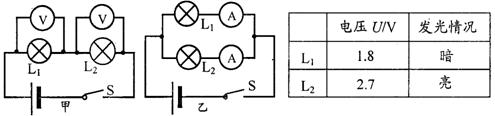 V V A
L₁ L₂ L₁
A
L₂
S S
甲 乙
电压 U/V 发光情况
L₁ 1.8 暗
L₂ 2.7 亮